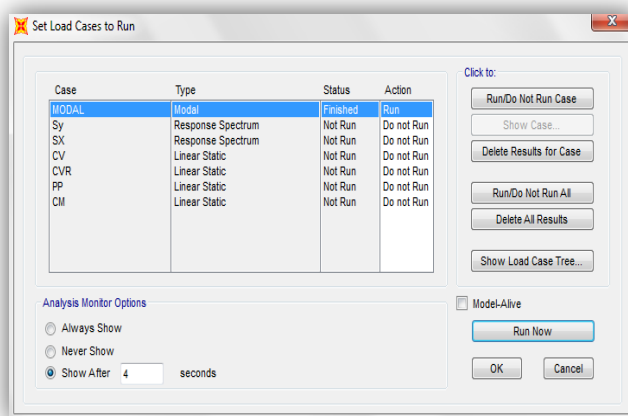 Set Load Cases to Run
X
Case Type Status Action
MODAL Modal Finished Run
Sy Response Spectrum Not Run Do not Run
SX Response Spectrum Not Run Do not Run
CV Linear Static Not Run Do not Run
CVR Linear Static Not Run Do not Run
PP Linear Static Not Run Do not Run
CM Linear Static Not Run Do not Run
Click to:
Run/Do Not Run Case
Show Case...
Delete Results for Case
Run/Do Not Run All
Delete All Results
Show Load Case Tree...
Analysis Monitor Options
Always Show
Never Show
Show After 4 seconds
Model-Alive
Run Now
OK Cancel